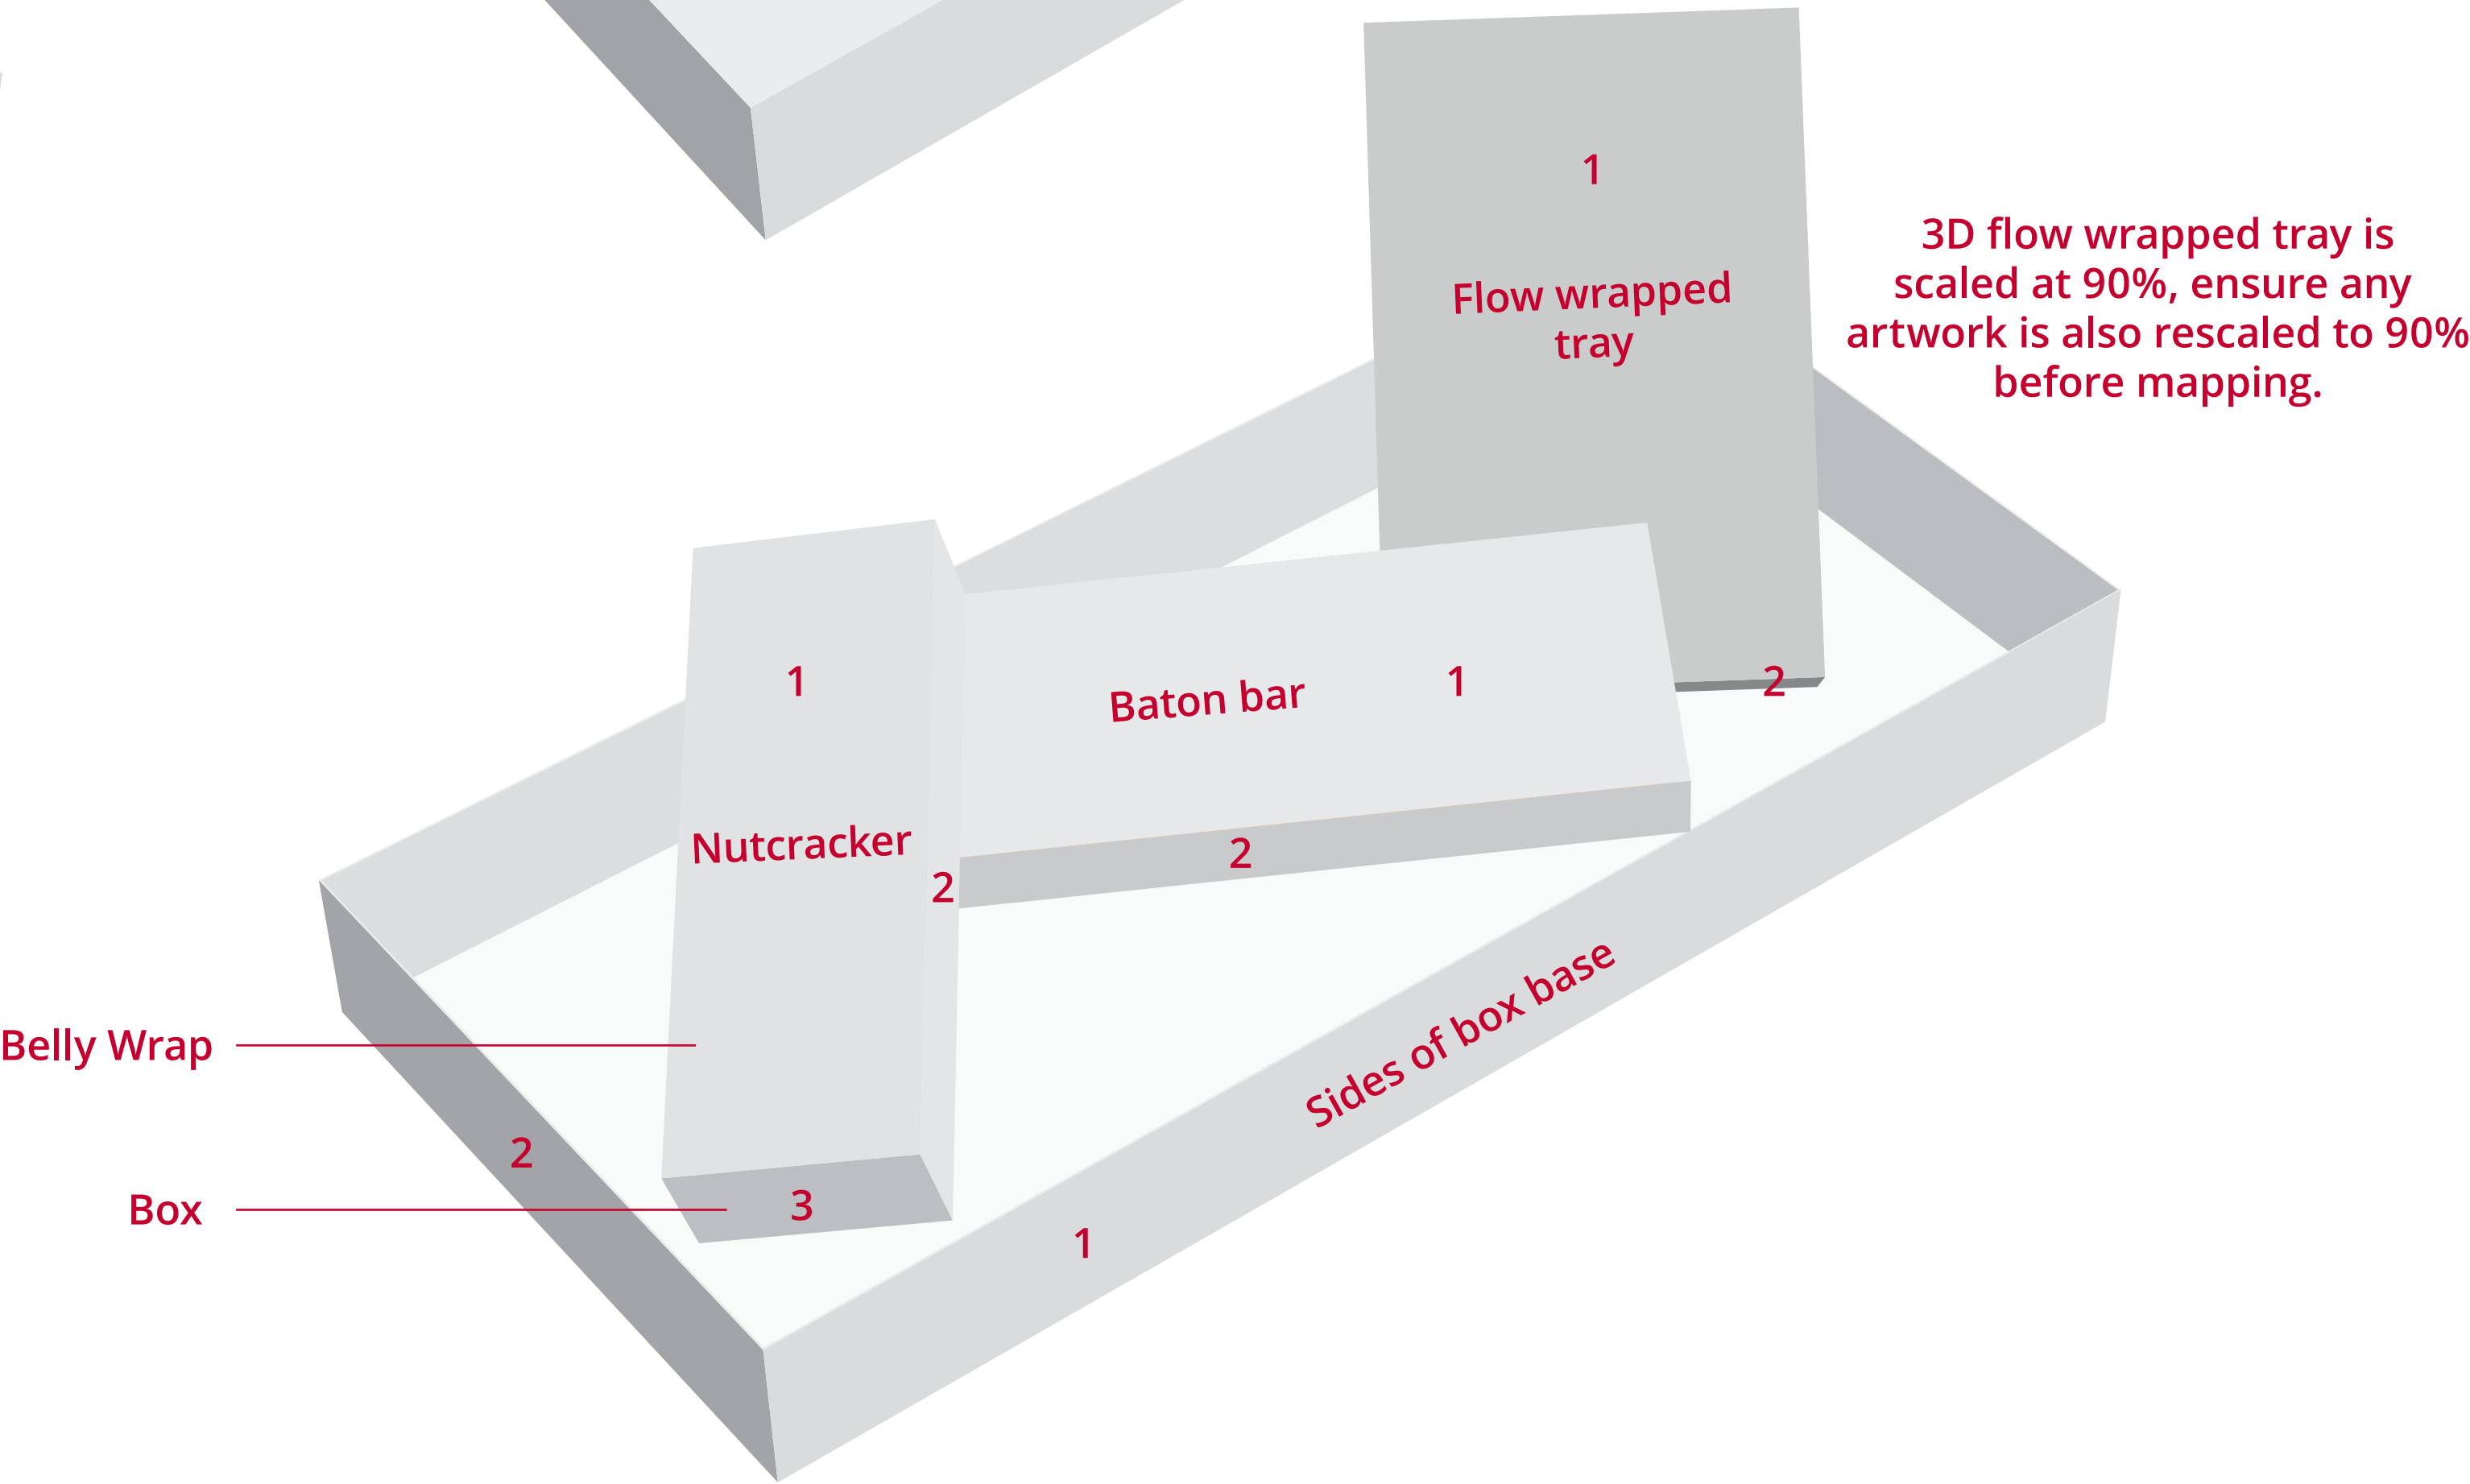 1
Flow wrapped
tray
3D flow wrapped tray is
scaled at 90%, ensure any
artwork is also rescaled to 90%
before mapping.
1
Baton bar
1
2
Nutcracker
2
2
Sides of box base
Belly Wrap
2
Box
3
1